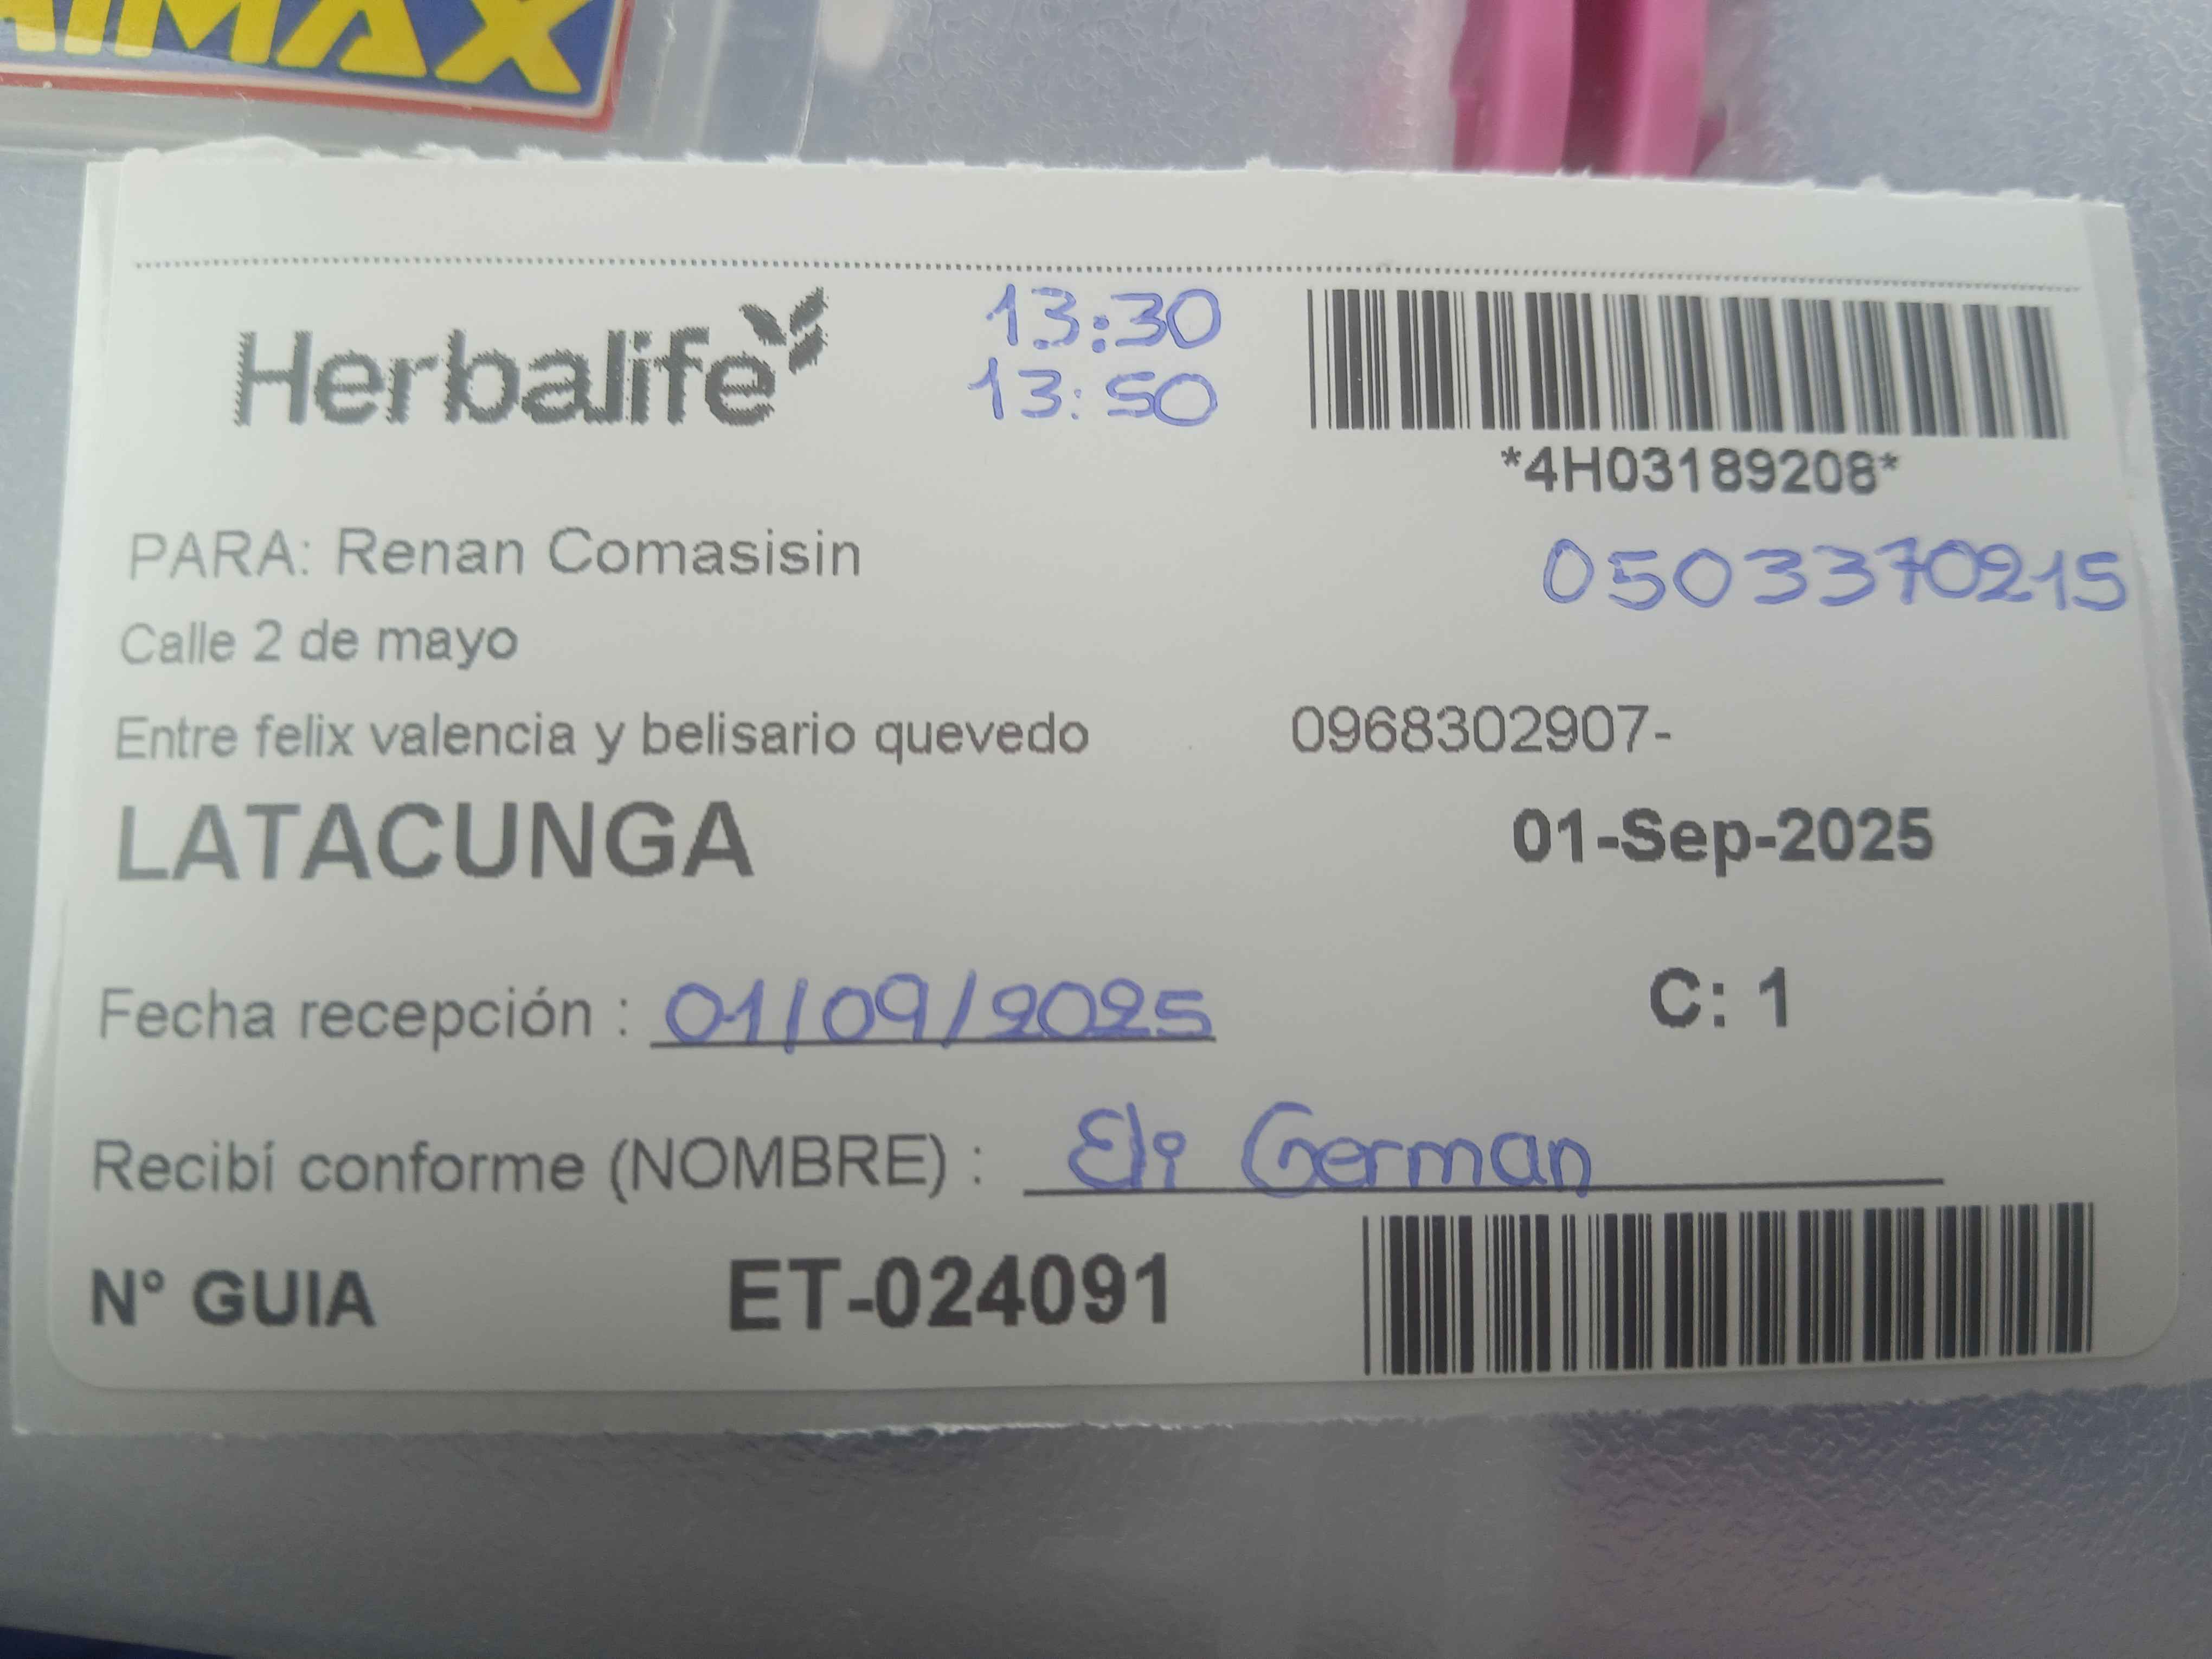 AIMAX
Herbalife
13:30
13:50
*4H03189208*
PARA: Renan Comasisin
0503370215
Calle 2 de mayo
Entre felix valencia y belisario quevedo 0968302907-
LATACUNGA 01-Sep-2025
Fecha recepción : 01/09/2025 C: 1
Recibí conforme (NOMBRE) : Eli German
N° GUIA ET-024091